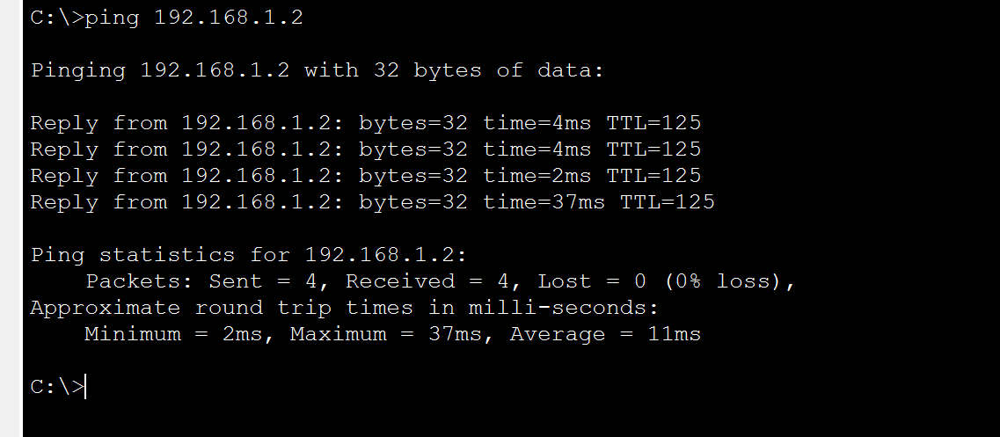 C:\>ping 192.168.1.2
Pinging 192.168.1.2 with 32 bytes of data:
Reply from 192.168.1.2: bytes=32 time=4ms TTL=125
Reply from 192.168.1.2: bytes=32 time=4ms TTL=125
Reply from 192.168.1.2: bytes=32 time=2ms TTL=125
Reply from 192.168.1.2: bytes=32 time=37ms TTL=125
Ping statistics for 192.168.1.2:
    Packets: Sent = 4, Received = 4, Lost = 0 (0% loss),
Approximate round trip times in milli-seconds:
    Minimum = 2ms, Maximum = 37ms, Average = 11ms
C:\>